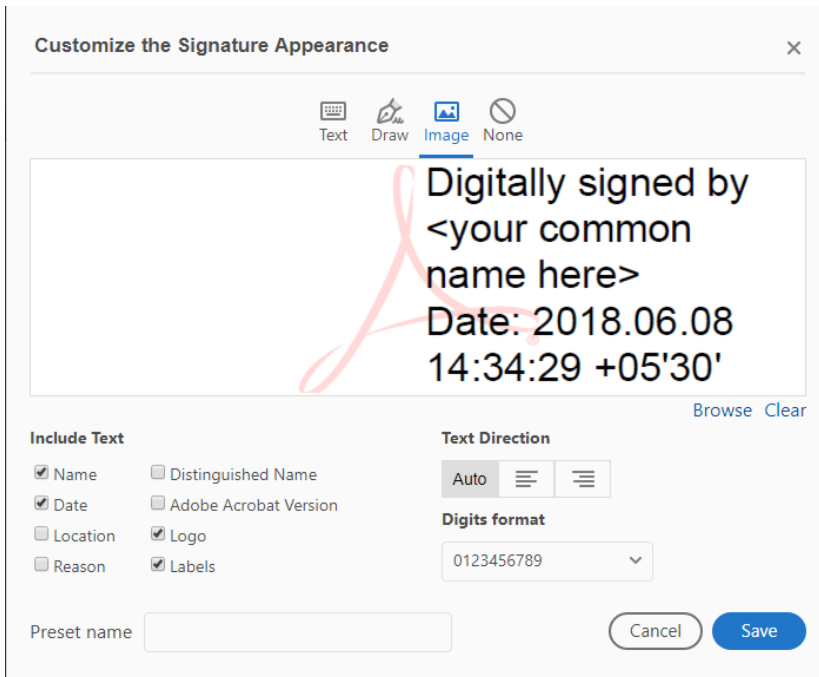 Customize the Signature Appearance
Text Draw Image None
Digitally signed by
<your common
name here>
Date: 2018.06.08
14:34:29 +05'30'
®
Browse Clear
Include Text
Name
Distinguished Name
Date
Adobe Acrobat Version
Location
Logo
Reason
Labels
Text Direction
Auto
Digits format
0123456789
Preset name
Cancel
Save